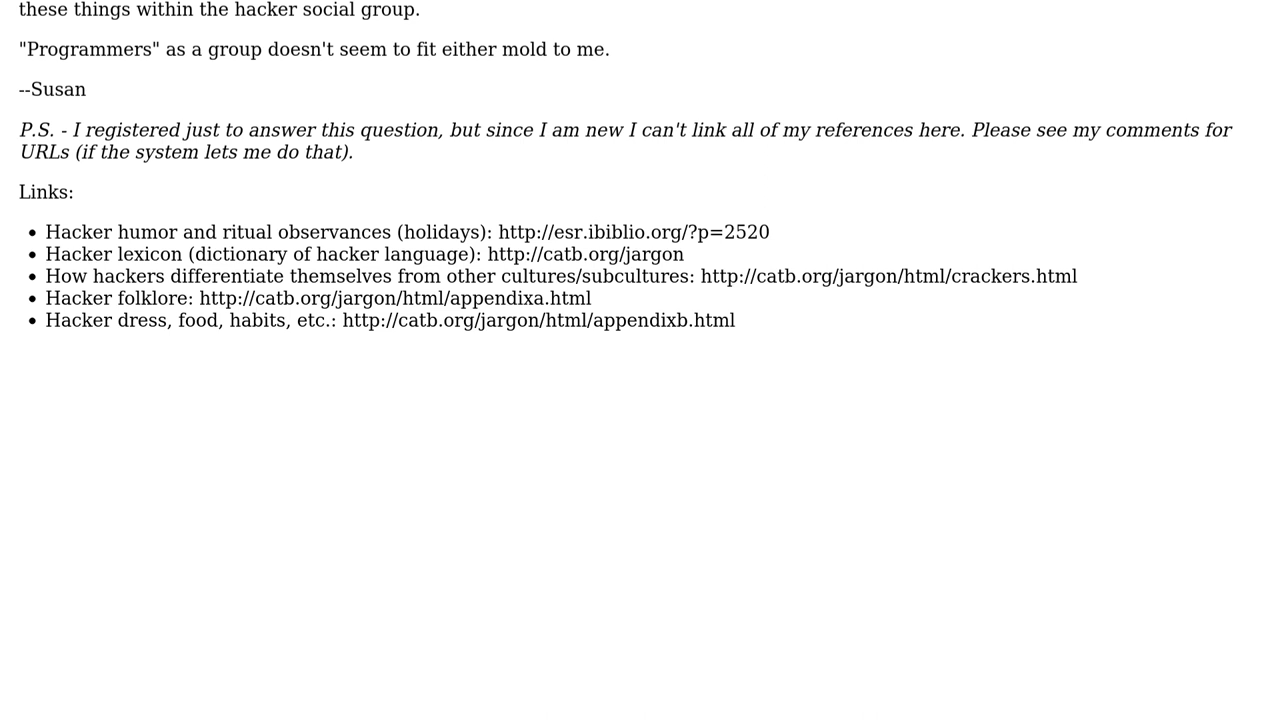 these things within the hacker social group.
"Programmers" as a group doesn't seem to fit either mold to me.
--Susan
P.S. - I registered just to answer this question, but since I am new I can't link all of my references here. Please see my comments for
URLs (if the system lets me do that).
Links:
• Hacker humor and ritual observances (holidays): http://esr.ibiblio.org/?p=2520
• Hacker lexicon (dictionary of hacker language): http://catb.org/jargon
• How hackers differentiate themselves from other cultures/subcultures: http://catb.org/jargon/html/crackers.html
• Hacker folklore: http://catb.org/jargon/html/appendixa.html
• Hacker dress, food, habits, etc.: http://catb.org/jargon/html/appendixb.html